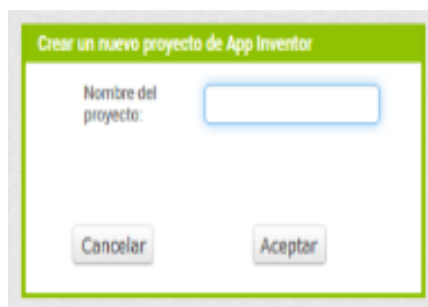 Crear un nuevo proyecto de App Inventor
Nombre del
proyecto:
Cancelar Aceptar